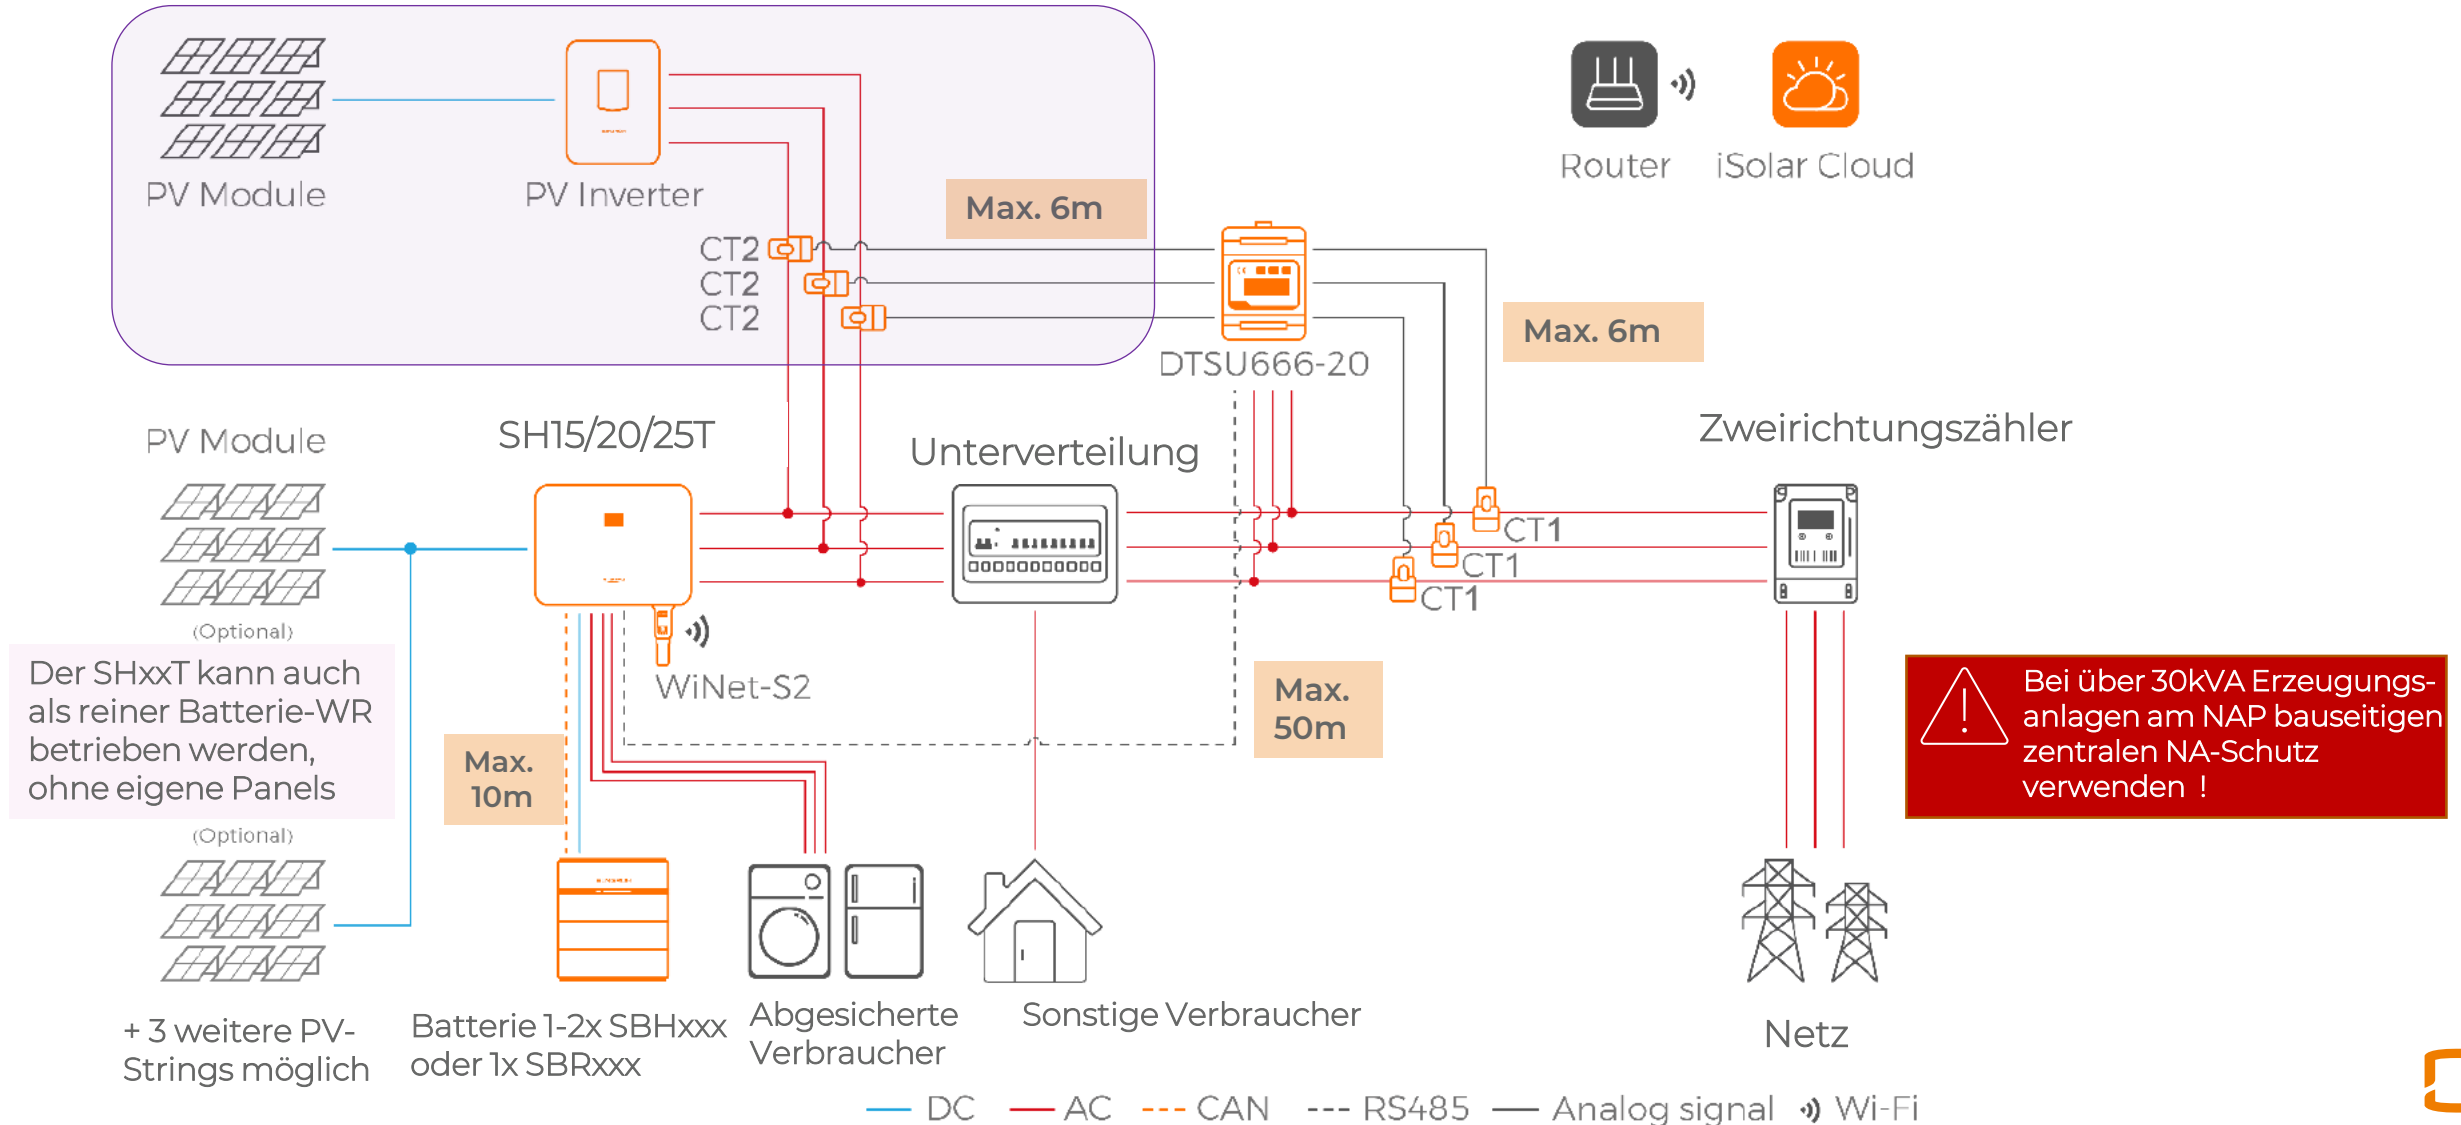 PV Module
PV Inverter
Max. 6m
Router
iSolar Cloud
CT2
CT2
CT2
Max. 6m
DTSU666-20
PV Module
SH15/20/25T
Unterverteilung
Zweirichtungszähler
CT1
CT1
CT1
(Optional)
Der SHxxT kann auch
als reiner Batterie-WR
betrieben werden,
ohne eigene Panels
WiNet-S2
Max.
50m
Bei über 30kVA Erzeugungs-
anlagen am NAP bauseitigen
zentralen NA-Schutz
verwenden !
Max.
10m
(Optional)
+ 3 weitere PV-
Strings möglich
Batterie 1-2x SBHxxx
oder 1x SBRxxx
Abgesicherte
Verbraucher
Sonstige Verbraucher
Netz
DC
AC
CAN
RS485
Analog signal
Wi-Fi